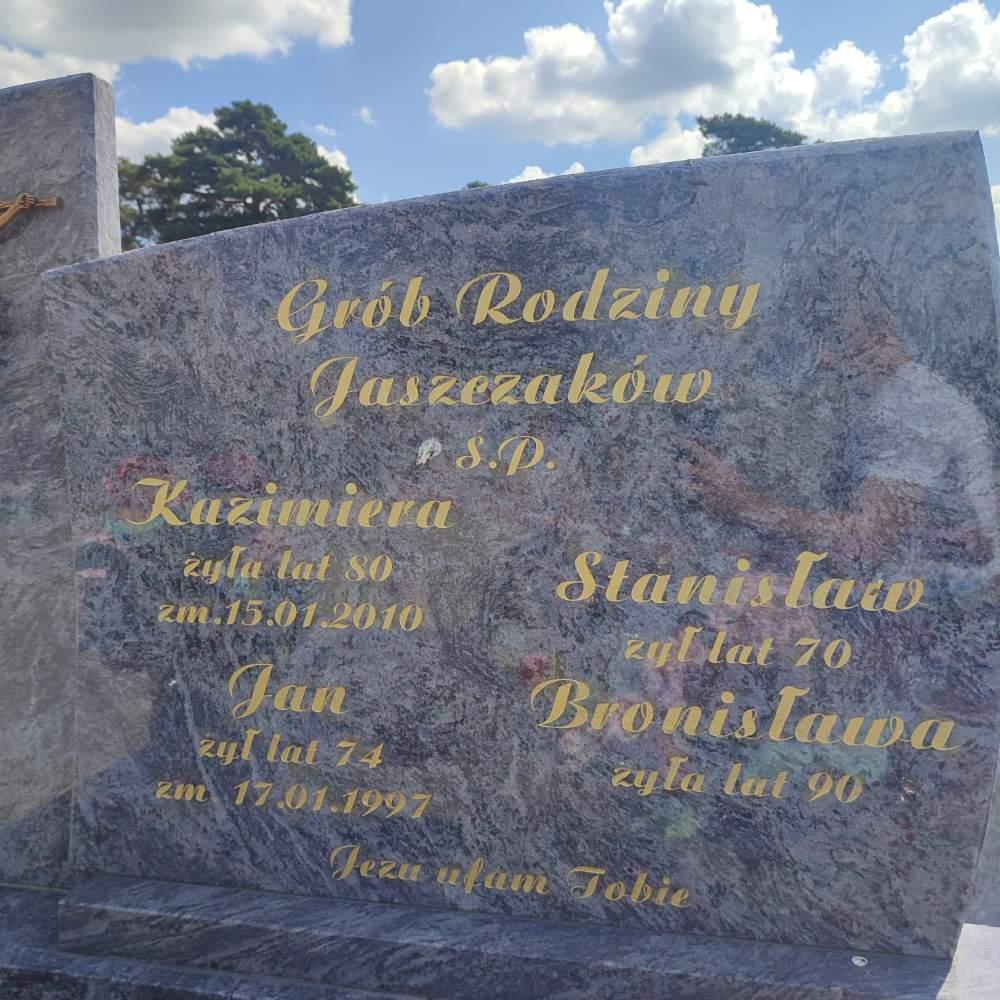 Grób Rodziny
Jaszczaków
Ś.P.
Kazimiera
żyła lat 80
zm.15.01.2010
Jan
żył lat 74
zm. 17.01.1997
Stanisław
żył lat 70
Bronisława
żyła lat 90
Jezu ufam Tobie